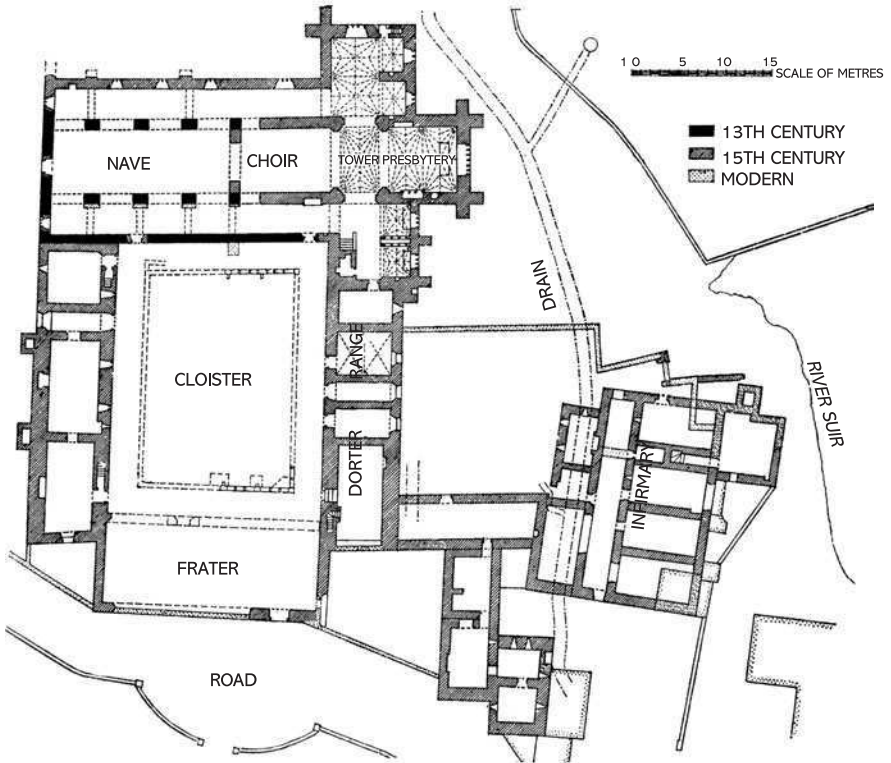 1 0 5 10 15
SCALE OF METRES
13TH CENTURY
15TH CENTURY
MODERN
NAVE
CHOIR
TOWER
PRESBYTERY
DRAIN
RIVER SUIR
CLOISTER
RANGE
DORTER
INFIRMARY
FRATER
ROAD